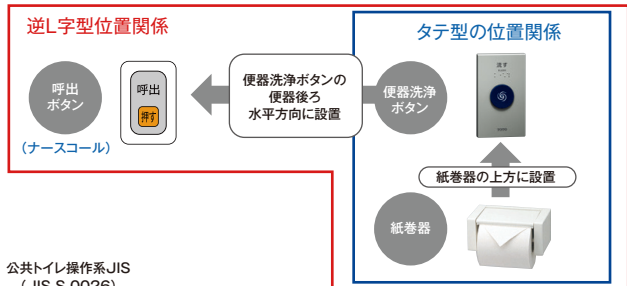 逆L字型位置関係
タテ型の位置関係
呼出
ボタン
呼出
押す
(ナースコール)
便器洗浄ボタンの
便器後ろ
水平方向に設置
便器洗浄
ボタン
流す
紙巻器の上方に設置
紙巻器
公共トイレ操作系JIS
(JIS S 0026)